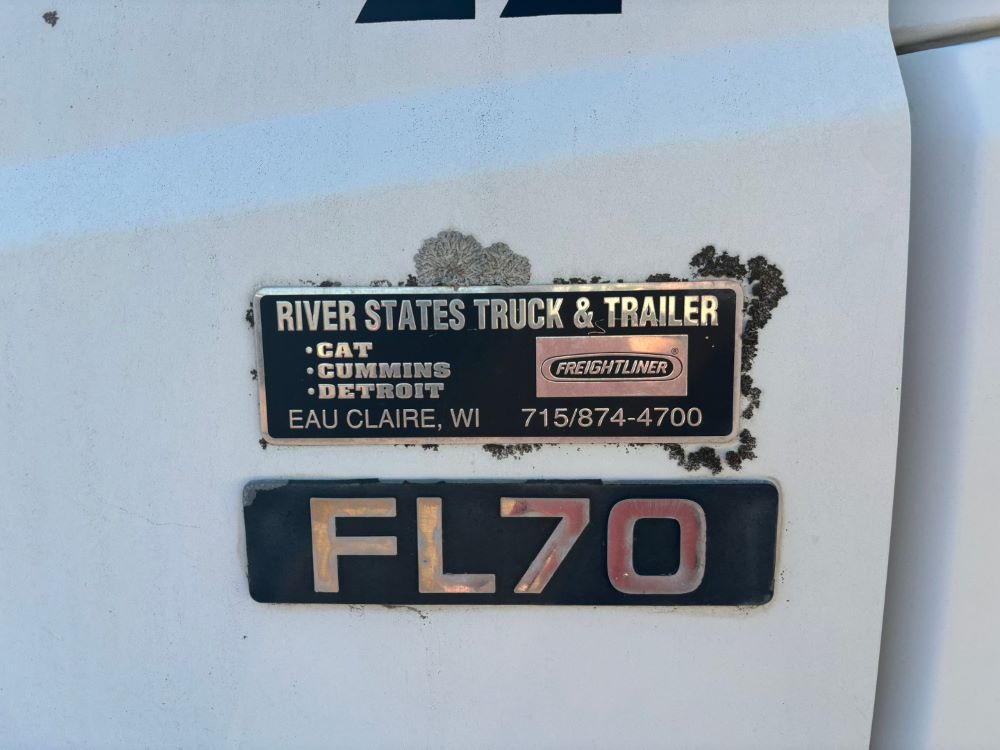 RIVER STATES TRUCK & TRAILER
•CAT
•CUMMINS
•DETROIT
FREIGHTLINER®
EAU CLAIRE, WI 715/874-4700
FL70